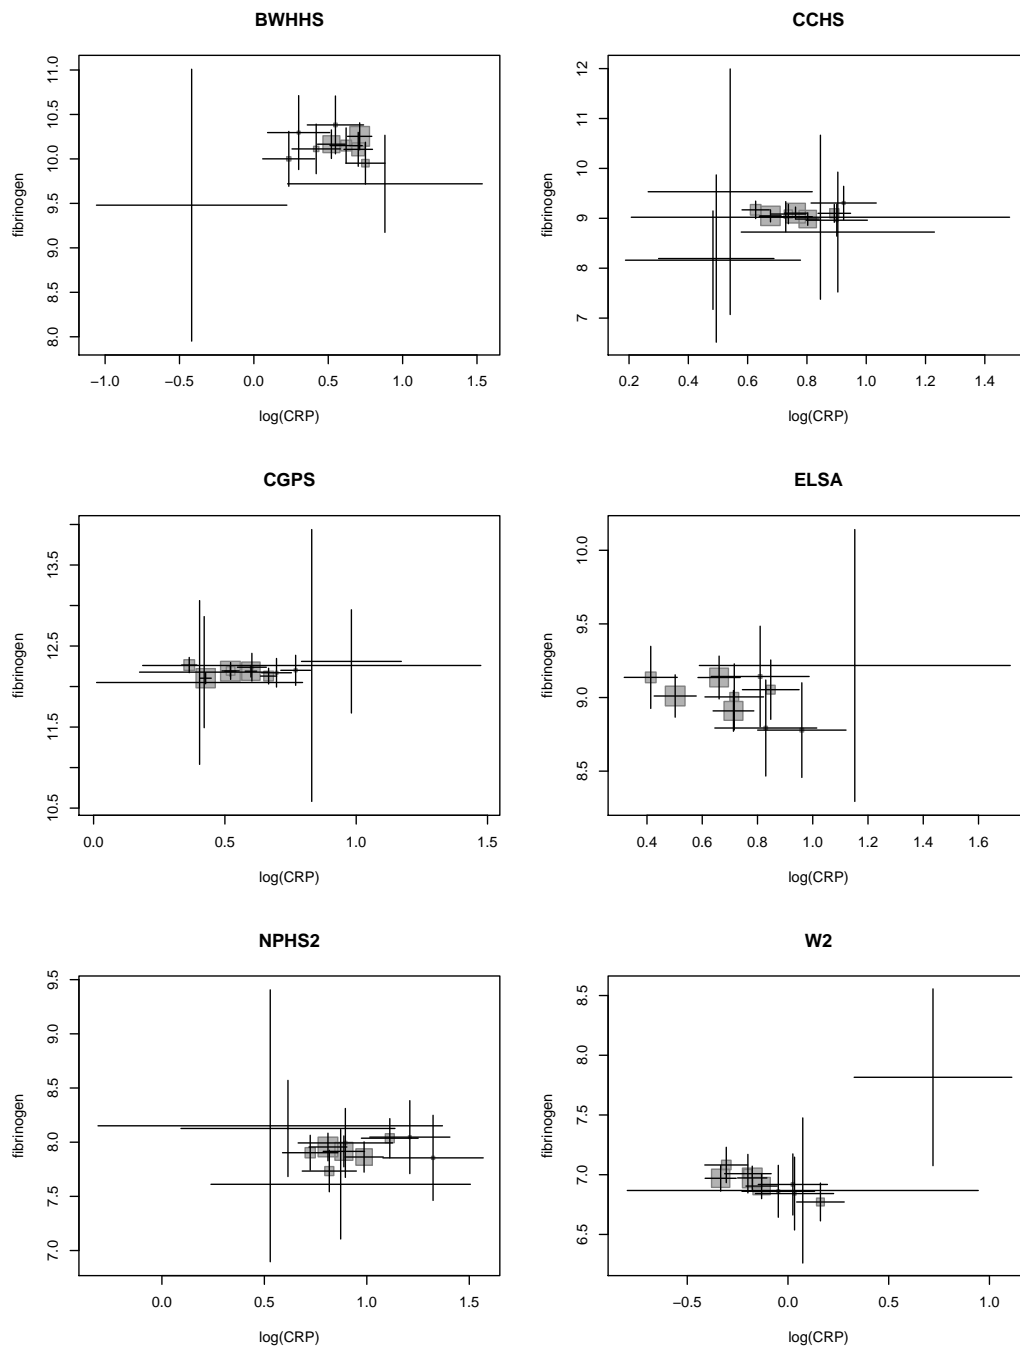 BWHHS
fibrinogen
8.0 8.5 9.0 9.5 10.0 10.5 11.0
−1.0 −0.5 0.0 0.5 1.0 1.5
log(CRP)
CCHS
fibrinogen
7 8 9 10 11 12
0.2 0.4 0.6 0.8 1.0 1.2 1.4
log(CRP)
CGPS
fibrinogen
10.5 11.5 12.5 13.5
0.0 0.5 1.0 1.5
log(CRP)
ELSA
fibrinogen
8.5 9.0 9.5 10.0
0.4 0.6 0.8 1.0 1.2 1.4 1.6
log(CRP)
NPHS2
fibrinogen
7.0 7.5 8.0 8.5 9.0 9.5
0.0 0.5 1.0 1.5
log(CRP)
W2
fibrinogen
6.5 7.0 7.5 8.0 8.5
−0.5 0.0 0.5 1.0
log(CRP)